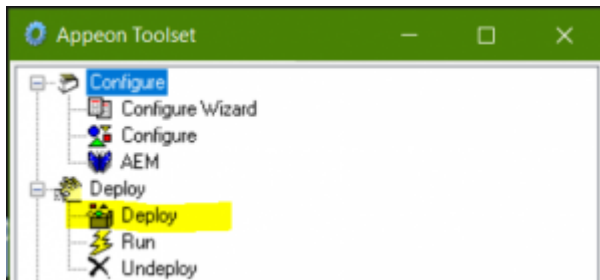 Appeon Toolset
Configure
Configure Wizard
Configure
AEM
Deploy
Deploy
Run
Undeploy